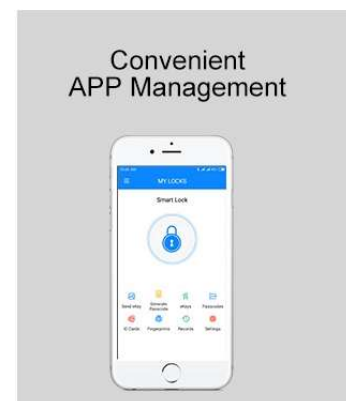 Convenient
APP Management
MY LOCKS
Smart Lock
Send eKey
Generate Passcode
eKeys
Passcodes
IC Cards
Fingerprints
Records
Settings